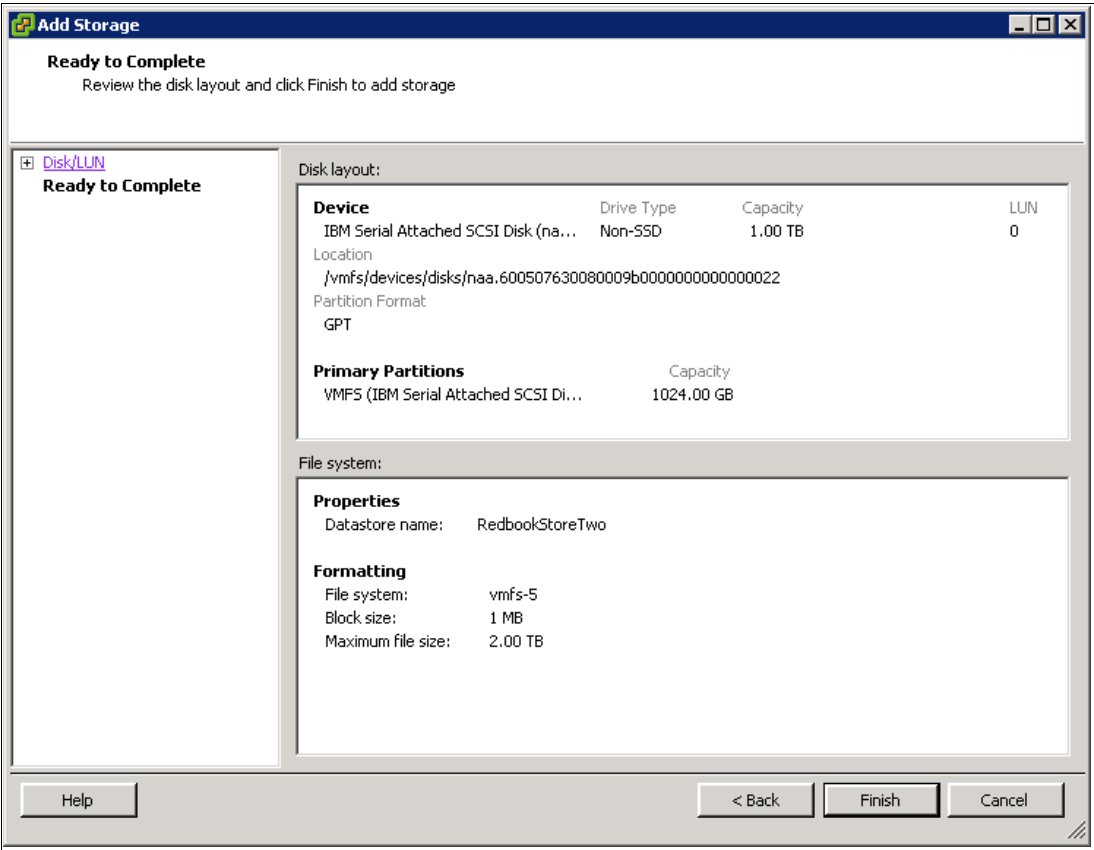 Add Storage
Ready to Complete
Review the disk layout and click Finish to add storage
Disk/LUN
Ready to Complete
Disk layout:
Device Drive Type Capacity LUN
IBM Serial Attached SCSI Disk (na... Non-SSD 1.00 TB 0
Location
/vmfs/devices/disks/naa.600507630080009b0000000000000022
Partition Format
GPT
Primary Partitions Capacity
VMFS (IBM Serial Attached SCSI Di... 1024.00 GB
File system:
Properties
Datastore name: RedbookStoreTwo
Formatting
File system: vmfs-5
Block size: 1 MB
Maximum file size: 2.00 TB
Help < Back Finish Cancel